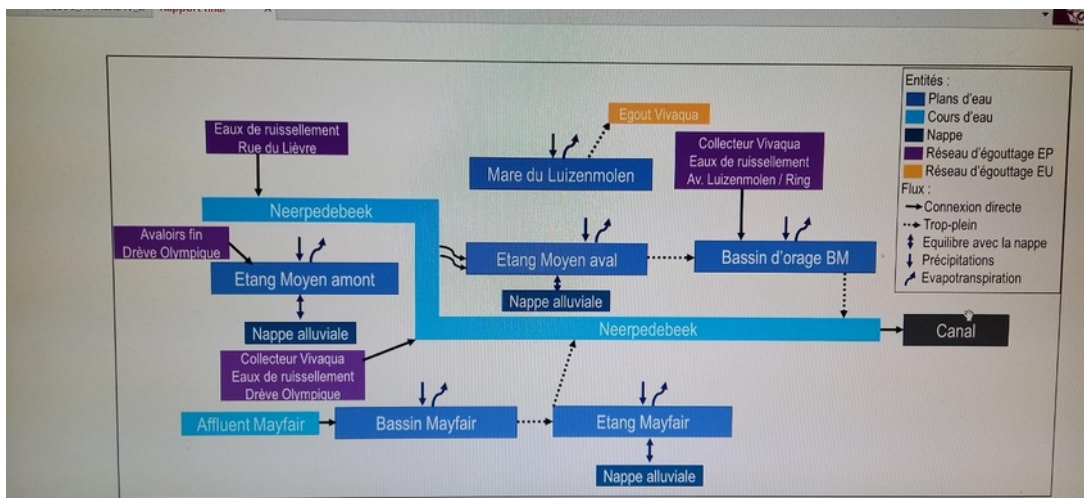 Rapport final
Entités :
Plans d'eau
Cours d'eau
Nappe
Réseau d'égouttage EP
Réseau d'égouttage EU
Flux :
Connexion directe
Trop-plein
Equilibre avec la nappe
Précipitations
Evapotranspiration
Egout Vivaqua
Eaux de ruissellement
Rue du Lièvre
Collecteur Vivaqua
Eaux de ruissellement
Av. Luizenmolen / Ring
Mare du Luizenmolen
Neerpedebeek
Avaloirs fin
Drève Olympique
Etang Moyen amont
Etang Moyen aval
Bassin d'orage BM
Nappe alluviale
Nappe alluviale
Neerpedebeek
Canal
Collecteur Vivaqua
Eaux de ruissellement
Drève Olympique
Affluent Mayfair
Bassin Mayfair
Etang Mayfair
Nappe alluviale